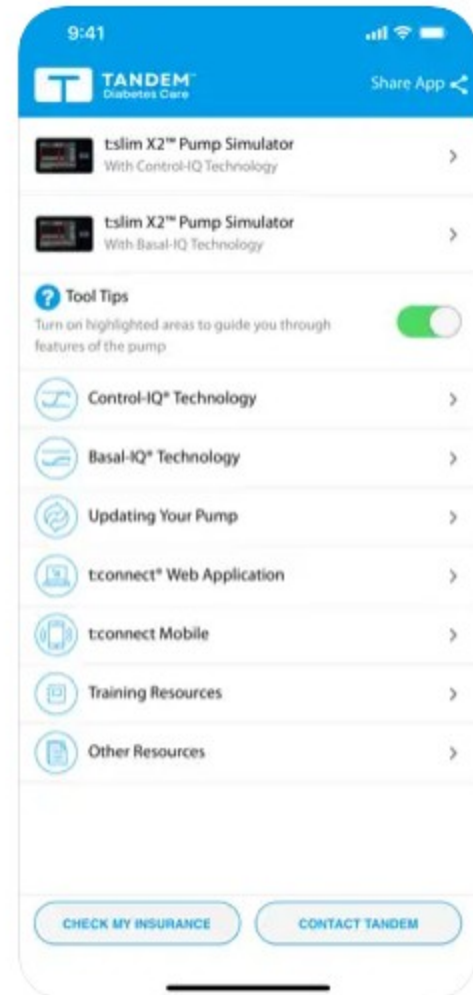 9:41
TANDEM™
Diabetes Care
Share App
t:slim X2™ Pump Simulator
With Control-IQ Technology
t:slim X2™ Pump Simulator
With Basal-IQ Technology
? Tool Tips
Turn on highlighted areas to guide you through
features of the pump
Control-IQ® Technology
Basal-IQ® Technology
Updating Your Pump
t:connect® Web Application
t:connect Mobile
Training Resources
Other Resources
CHECK MY INSURANCE
CONTACT TANDEM